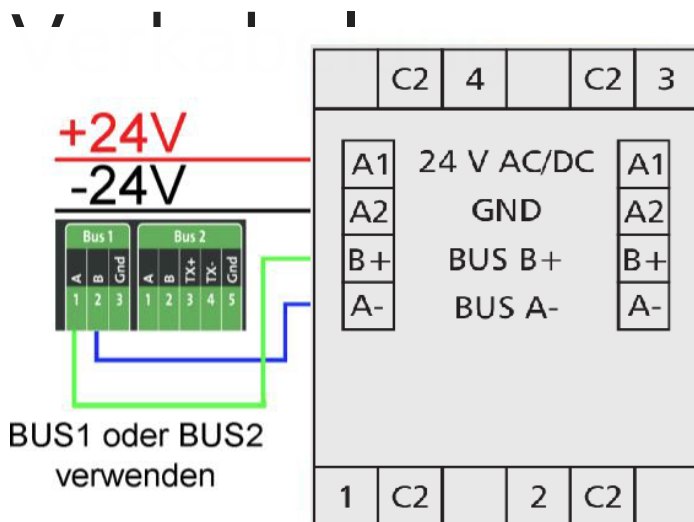 C2 4 C2 3
+24V
-24V
A1 24 V AC/DC A1
A2 GND A2
B+ BUS B+ B+
A- BUS A- A-
Bus 1 Bus 2
A B Gnd A B TX+ TX- Gnd
1 2 3 1 2 3 4 5
BUS1 oder BUS2
verwenden
1 C2 2 C2